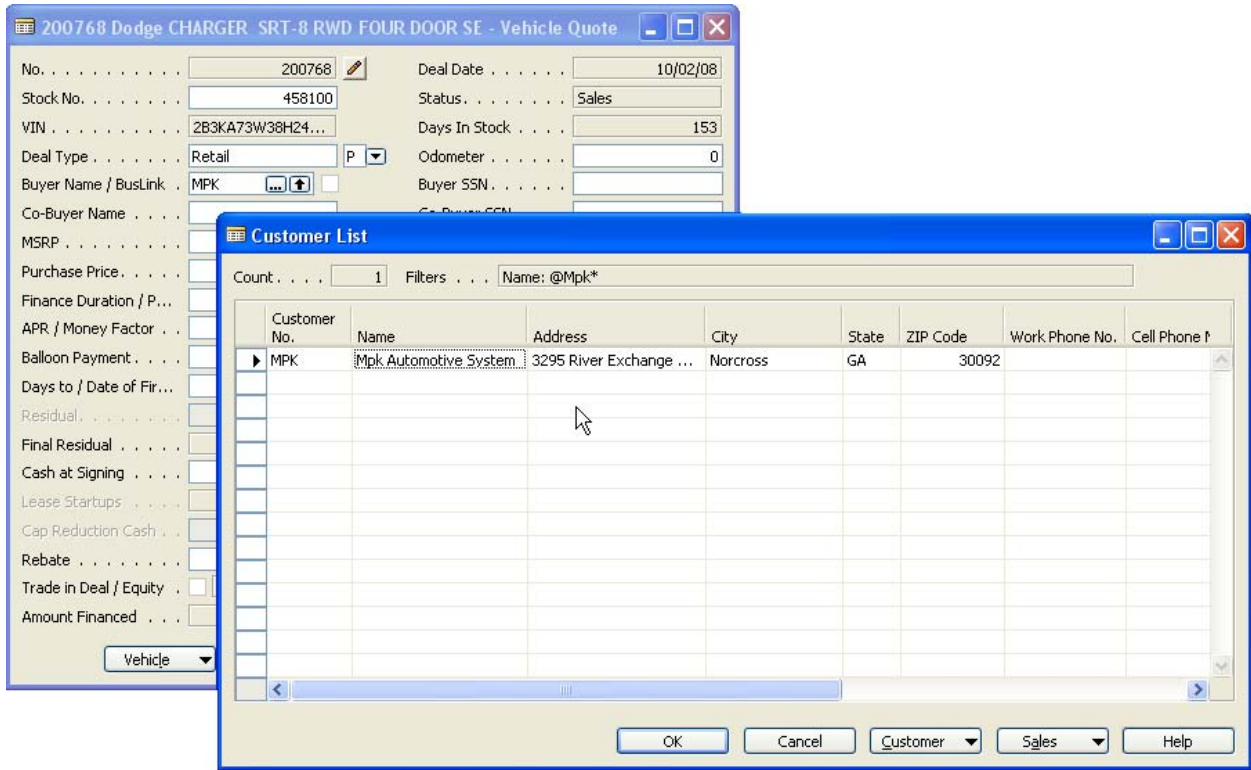 200768 Dodge CHARGER SRT-8 RWD FOUR DOOR SE - Vehicle Quote
No. . . . . . . . . . . 200768 Deal Date . . . . . . 10/02/08
Stock No. . . . . . . . 458100 Status. . . . . . . . Sales
VIN . . . . . . . . . . 2B3KA73W38H24... Days In Stock . . . . 153
Deal Type . . . . . . . Retail P Odometer . . . . . . 0
Buyer Name / BusLink . MPK ... Buyer SSN. . . . . .
Co-Buyer Name . . . . Co-Buyer SSN
MSRP . . . . . . . . .
Purchase Price. . . . .
Finance Duration / P...
APR / Money Factor . .
Balloon Payment. . . .
Days to / Date of Fir...
Residual. . . . . . . .
Final Residual . . . . .
Cash at Signing . . . .
Lease Startups . . . .
Cap Reduction Cash . .
Rebate . . . . . . . .
Trade in Deal / Equity .
Amount Financed . . .
Vehicle
Customer List
Count. . . . 1 Filters . . . Name: @Mpk*
Customer No. Name Address City State ZIP Code Work Phone No. Cell Phone
MPK Mpk Automotive System 3295 River Exchange ... Norcross GA 30092
OK Cancel Customer Sales Help